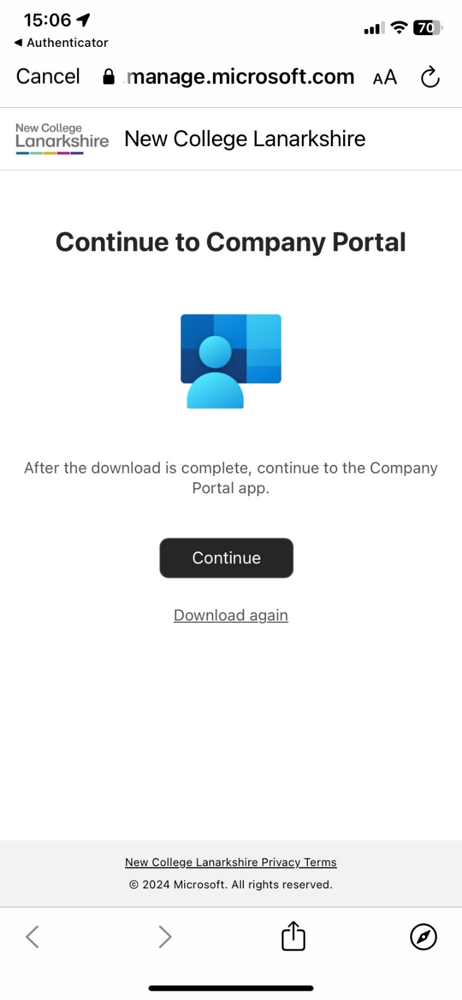 15:06
70
◀ Authenticator
Cancel
.manage.microsoft.com
AA
New College
Lanarkshire
New College Lanarkshire
Continue to Company Portal
After the download is complete, continue to the Company
Portal app.
Continue
Download again
New College Lanarkshire Privacy Terms
© 2024 Microsoft. All rights reserved.